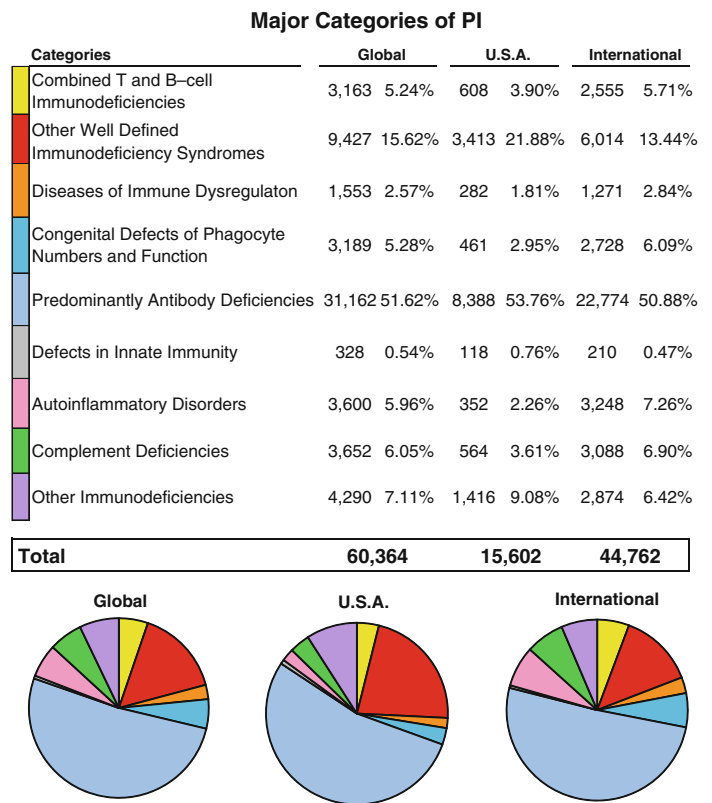 Major Categories of PI
Categories Global U.S.A. International
Combined T and B–cell
Immunodeficiencies 3,163 5.24% 608 3.90% 2,555 5.71%
Other Well Defined
Immunodeficiency Syndromes 9,427 15.62% 3,413 21.88% 6,014 13.44%
Diseases of Immune Dysregulaton 1,553 2.57% 282 1.81% 1,271 2.84%
Congenital Defects of Phagocyte
Numbers and Function 3,189 5.28% 461 2.95% 2,728 6.09%
Predominantly Antibody Deficiencies 31,162 51.62% 8,388 53.76% 22,774 50.88%
Defects in Innate Immunity 328 0.54% 118 0.76% 210 0.47%
Autoinflammatory Disorders 3,600 5.96% 352 2.26% 3,248 7.26%
Complement Deficiencies 3,652 6.05% 564 3.61% 3,088 6.90%
Other Immunodeficiencies 4,290 7.11% 1,416 9.08% 2,874 6.42%
Total 60,364 15,602 44,762
Global U.S.A. International